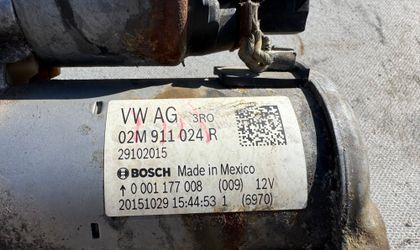 VW AG 3RO
02M 911 024 R
29102015
BOSCH Made in Mexico
↑ 0 001 177 008 (009) 12V
20151029 15:44:53 1 (6970)